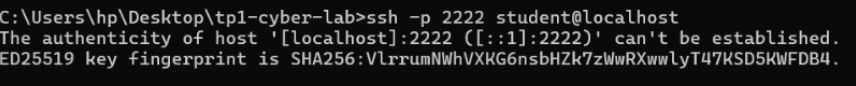 C:\Users\hp\Desktop\tp1-cyber-lab>ssh -p 2222 student@localhost
The authenticity of host '[localhost]:2222 ([::1]:2222)' can't be established.
ED25519 key fingerprint is SHA256:VlrrumNWhVXKG6nsbHZk7zWwRXwwlyT47KSD5KWFDB4.